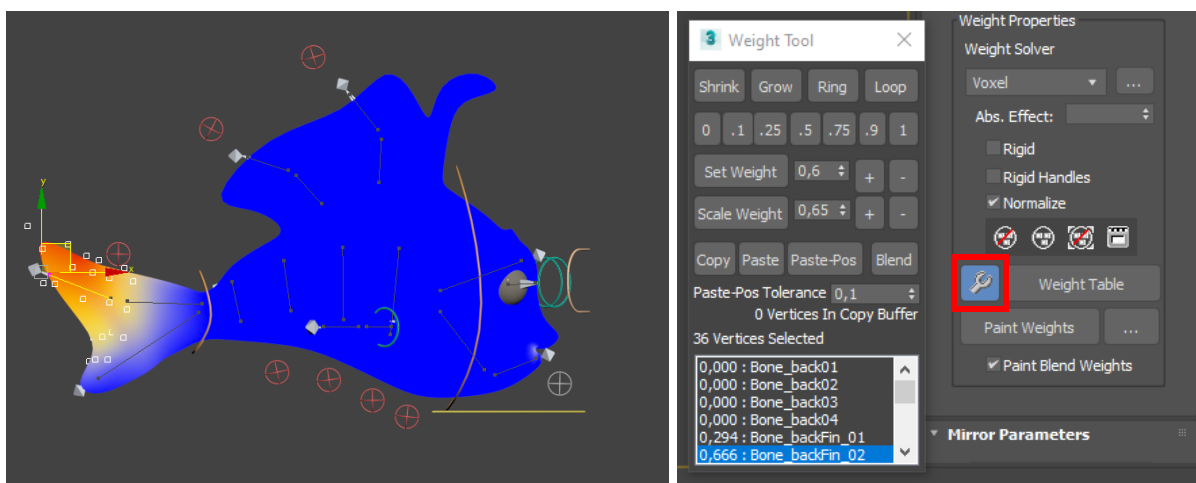 y
x
L
3 Weight Tool
Shrink Grow Ring Loop
0 .1 .25 .5 .75 .9 1
Set Weight 0,6 + -
Scale Weight 0,65 + -
Copy Paste Paste-Pos Blend
Paste-Pos Tolerance 0,1
0 Vertices In Copy Buffer
36 Vertices Selected
0,000 : Bone_back01
0,000 : Bone_back02
0,000 : Bone_back03
0,000 : Bone_back04
0,294 : Bone_backFin_01
0,666 : Bone_backFin_02
Weight Properties
Weight Solver
Voxel ...
Abs. Effect:
Rigid
Rigid Handles
Normalize
Weight Table
Paint Weights ...
Paint Blend Weights
Mirror Parameters